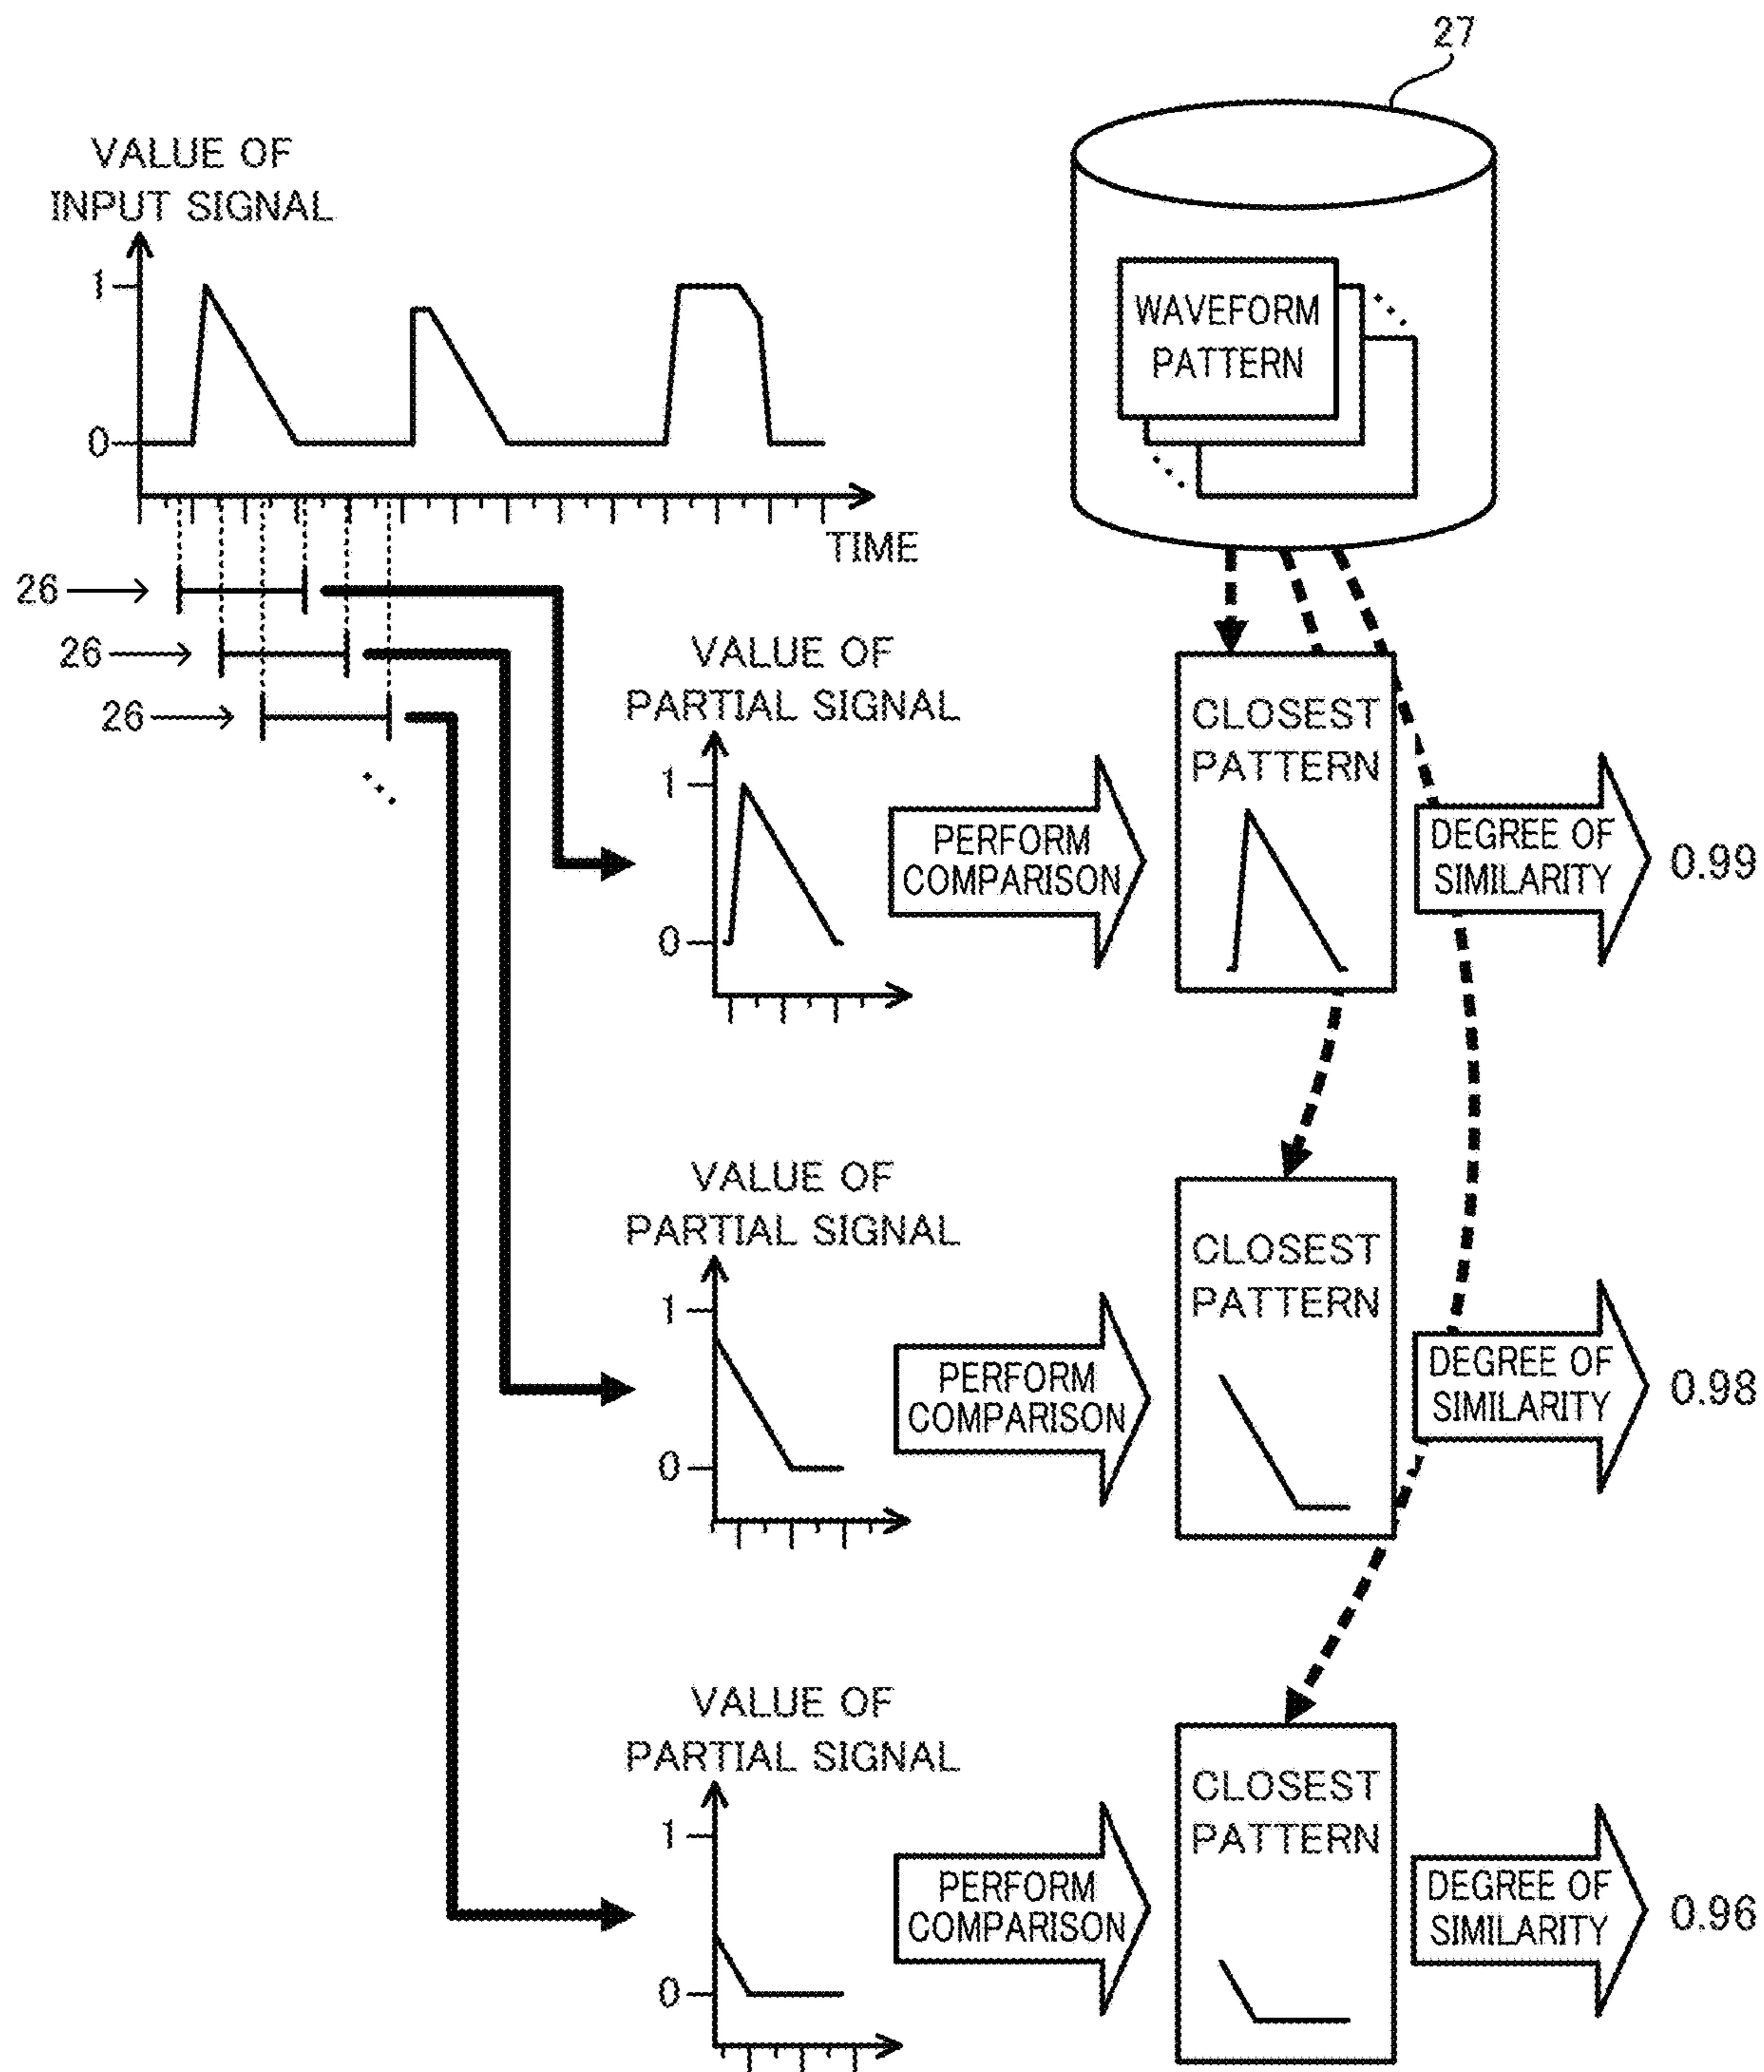 27
VALUE OF
INPUT SIGNAL
1
0
TIME
WAVEFORM
PATTERN
26
26
26
VALUE OF
PARTIAL SIGNAL
1
0
PERFORM
COMPARISON
CLOSEST
PATTERN
DEGREE OF
SIMILARITY
0.99
VALUE OF
PARTIAL SIGNAL
1
0
PERFORM
COMPARISON
CLOSEST
PATTERN
DEGREE OF
SIMILARITY
0.98
VALUE OF
PARTIAL SIGNAL
1
0
PERFORM
COMPARISON
CLOSEST
PATTERN
DEGREE OF
SIMILARITY
0.96